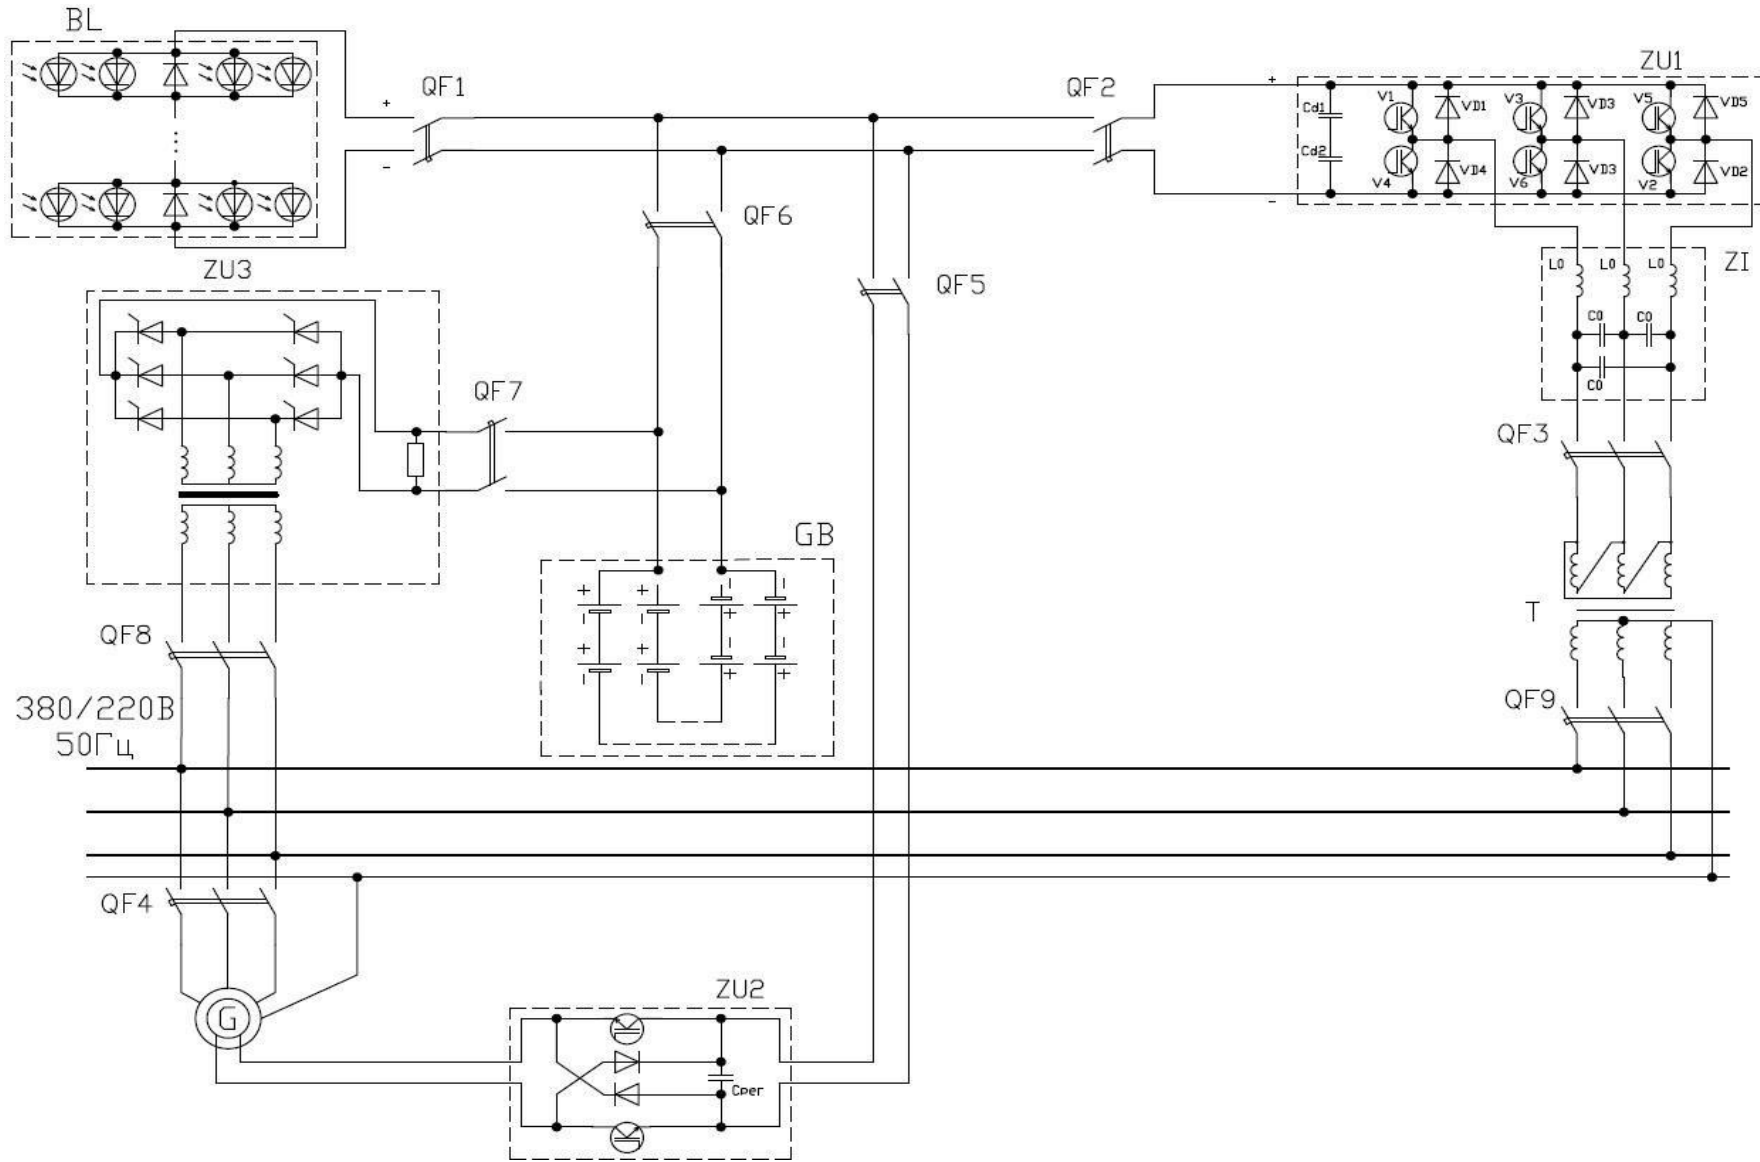 BL
QF1
+
-
QF2
+
-
ZU1
Cd1
Cd2
V1
VD1
V3
VD3
V5
VD5
V4
VD4
V6
VD3
V2
VD2
ZI
L0
L0
L0
C0
C0
C0
QF6
QF5
ZU3
QF7
QF3
GB
+
+
-
-
-
-
+
+
+
+
-
-
-
-
+
+
T
QF8
QF9
380/220В
50Гц
QF4
G
ZU2
Cрег